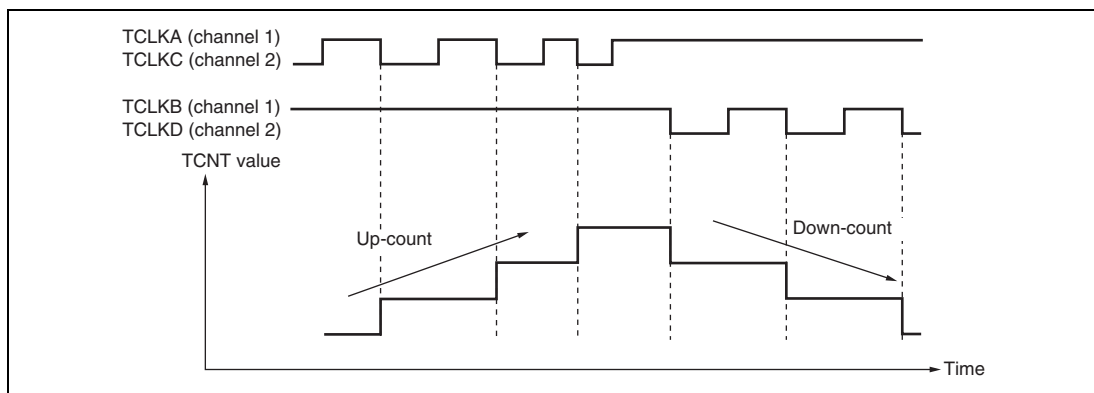 TCLKA (channel 1)
TCLKC (channel 2)
TCLKB (channel 1)
TCLKD (channel 2)
TCNT value
Up-count
Down-count
Time